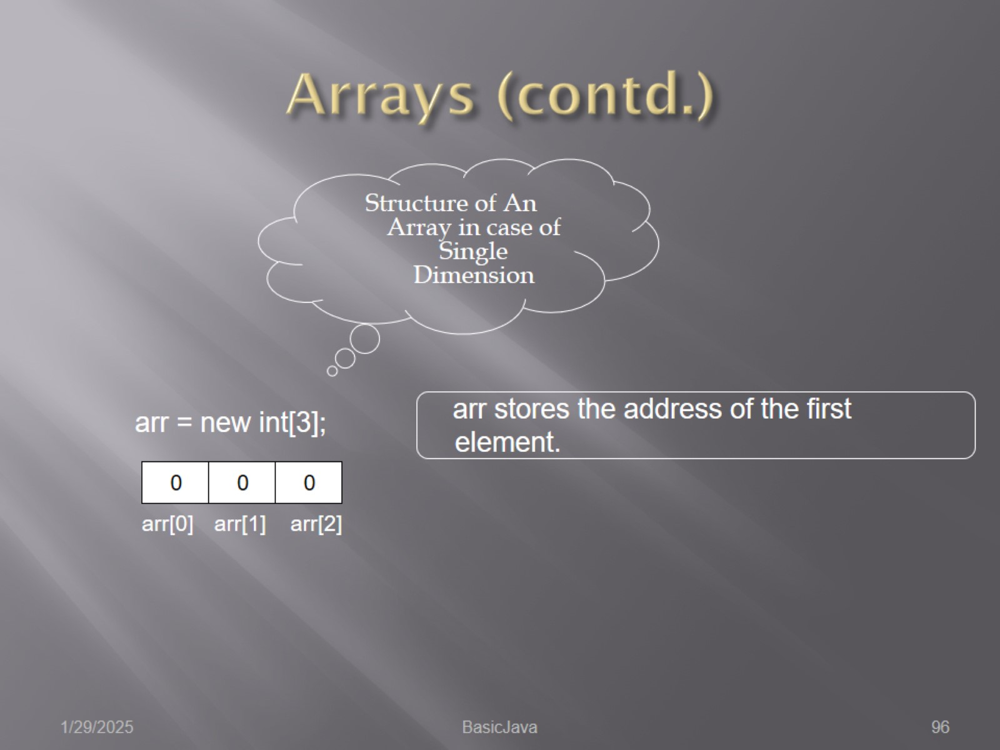 Arrays (contd.)
Structure of An
Array in case of
Single
Dimension
arr = new int[3];
arr stores the address of the first
element.
0 0 0
arr[0] arr[1] arr[2]
1/29/2025 BasicJava 96